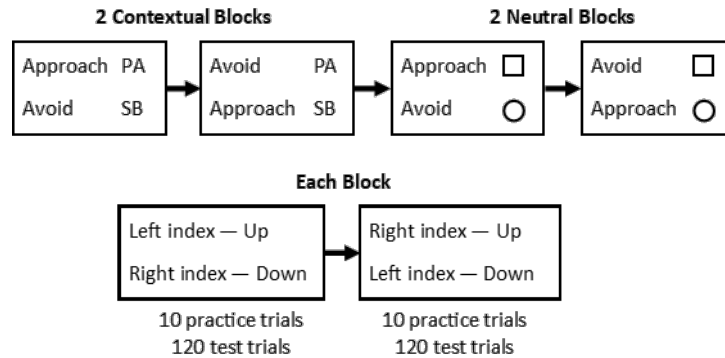 2 Contextual Blocks
2 Neutral Blocks
Approach PA
Avoid SB
Avoid PA
Approach SB
Approach
Avoid
Avoid
Approach
Each Block
Left index — Up
Right index — Down
Right index — Up
Left index — Down
10 practice trials
120 test trials
10 practice trials
120 test trials